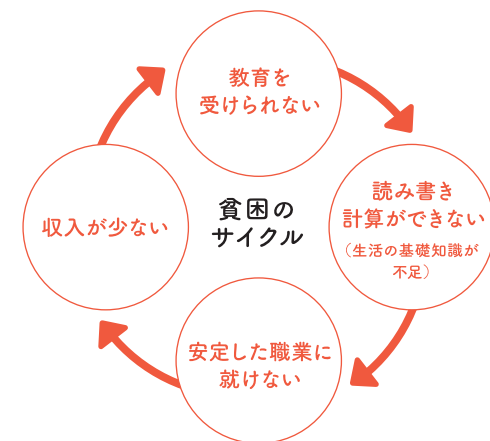 教育を
受けられない
読み書き
計算ができない
（生活の基礎知識が
不足）
安定した職業に
就けない
収入が少ない
貧困の
サイクル